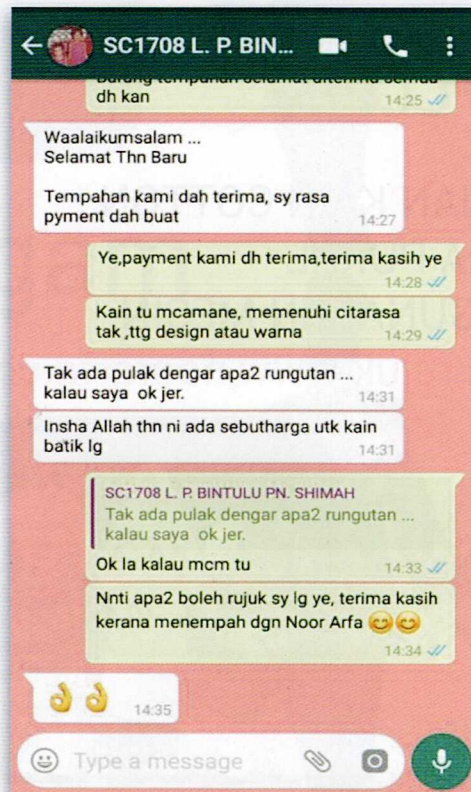 SC1708 L. P. BIN...
Barang tempahan selamat diterima semua
dh kan
14:25
Waalaikumsalam ...
Selamat Thn Baru
Tempahan kami dah terima, sy rasa
pyment dah buat
14:27
Ye,payment kami dh terima,terima kasih ye
14:28
Kain tu mcamane, memenuhi citarasa
tak ,ttg design atau warna
14:29
Tak ada pulak dengar apa2 rungutan ...
kalau saya ok jer.
14:31
Insha Allah thn ni ada sebutharga utk kain
batik lg
14:31
SC1708 L. P. BINTULU PN. SHIMAH
Tak ada pulak dengar apa2 rungutan ...
kalau saya ok jer.
Ok la kalau mcm tu
14:33
Nnti apa2 boleh rujuk sy lg ye, terima kasih
kerana menempah dgn Noor Arfa 😊😊
14:34
👌👌
14:35
Type a message